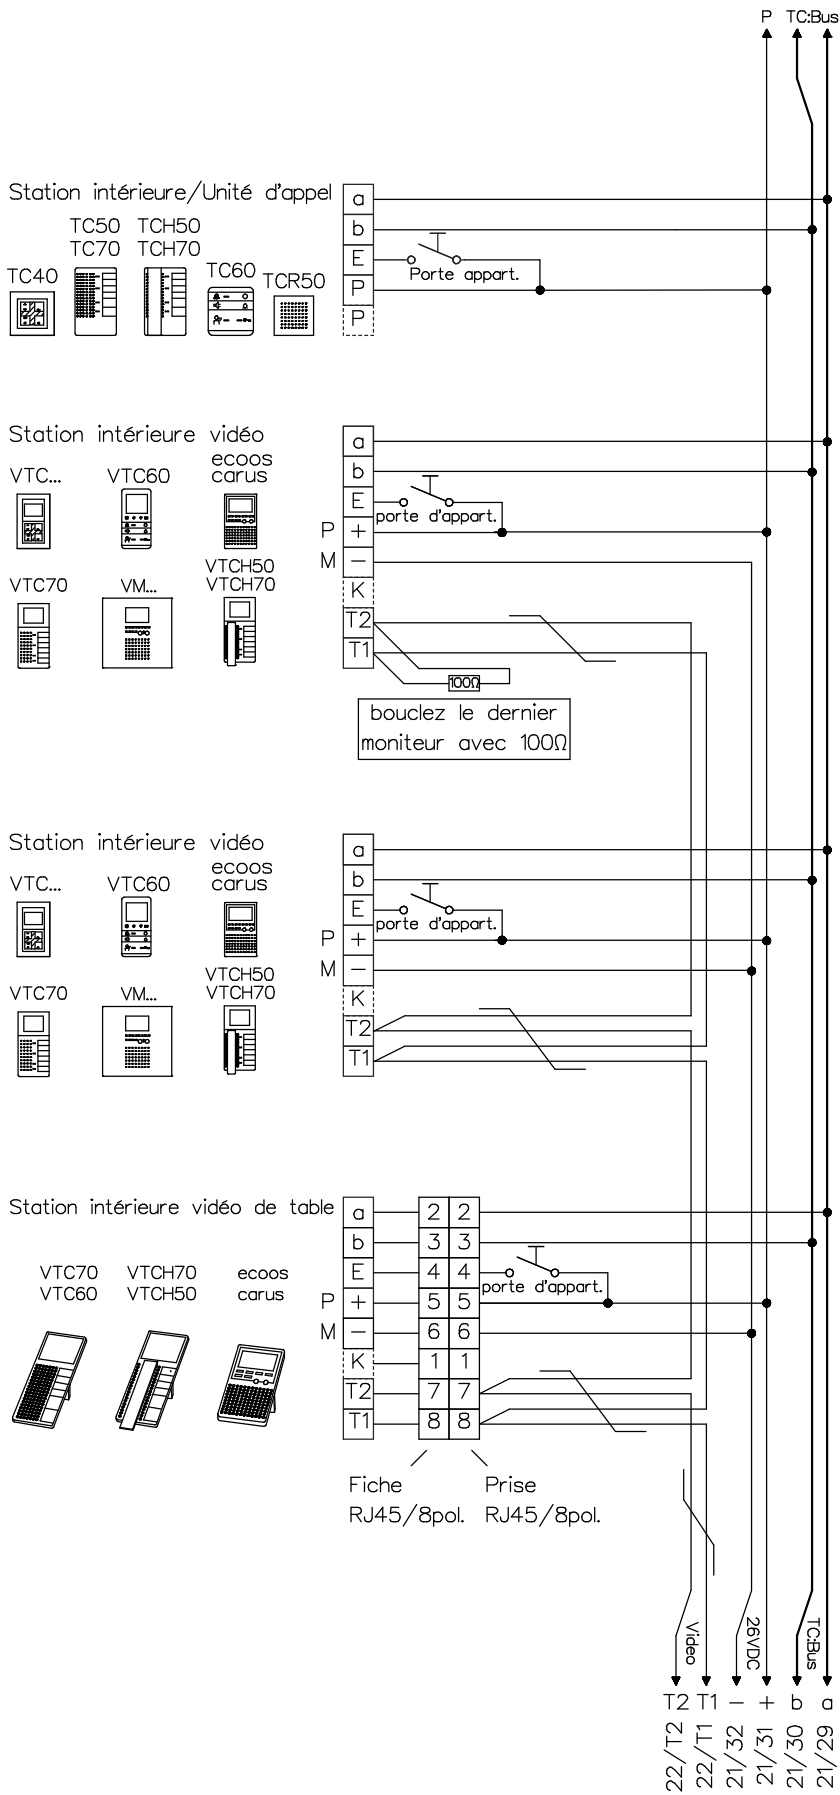 P TC:Bus
Station intérieure/Unité d'appel
TC50 TCH50
TC70 TCH70
TC40 TC60 TCR50
a
b
E
P
P
Porte appart.
Station intérieure vidéo
ecoos
carus
VTC... VTC60
VTCH50
VTCH70
VTC70 VM...
a
b
E
P +
M -
K
T2
T1
porte d'appart.
100Ω
bouclez le dernier
moniteur avec 100Ω
Station intérieure vidéo
ecoos
carus
VTC... VTC60
VTCH50
VTCH70
VTC70 VM...
a
b
E
P +
M -
K
T2
T1
porte d'appart.
Station intérieure vidéo de table
VTC70 VTCH70 ecoos
VTC60 VTCH50 carus
a 2 2
b 3 3
E 4 4
P + 5 5
M - 6 6
K 1 1
T2 7 7
T1 8 8
porte d'appart.
Fiche Prise
RJ45/8pol. RJ45/8pol.
Video
26VDC
TC:Bus
T2 T1 - + b a
22/T2
22/T1
21/32
21/31
21/30
21/29